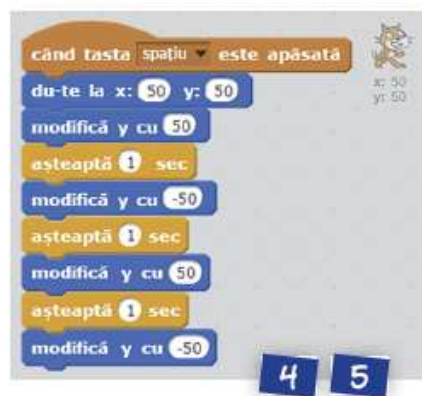 când tasta spațiu este apăsată
x: 50
y: 50
du-te la x: 50 y: 50
modifică y cu 50
așteaptă 1 sec
modifică y cu -50
așteaptă 1 sec
modifică y cu 50
așteaptă 1 sec
modifică y cu -50
4 5